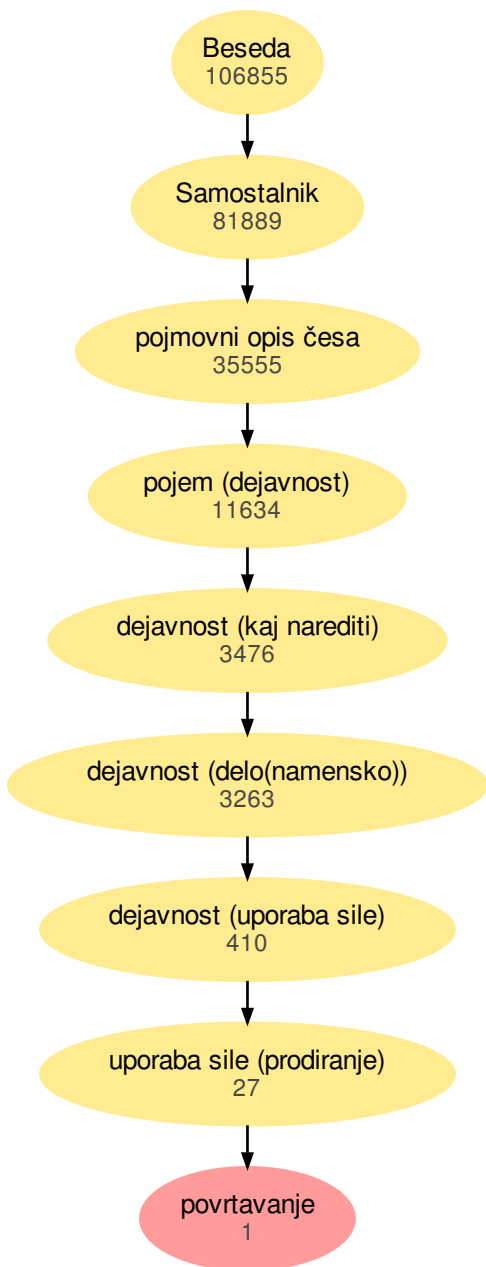 Beseda
106855
Samostalnik
81889
pojmovni opis česa
35555
pojem (dejavnost)
11634
dejavnost (kaj narediti)
3476
dejavnost (delo(namensko))
3263
dejavnost (uporaba sile)
410
uporaba sile (prodiranje)
27
povrtavanje
1